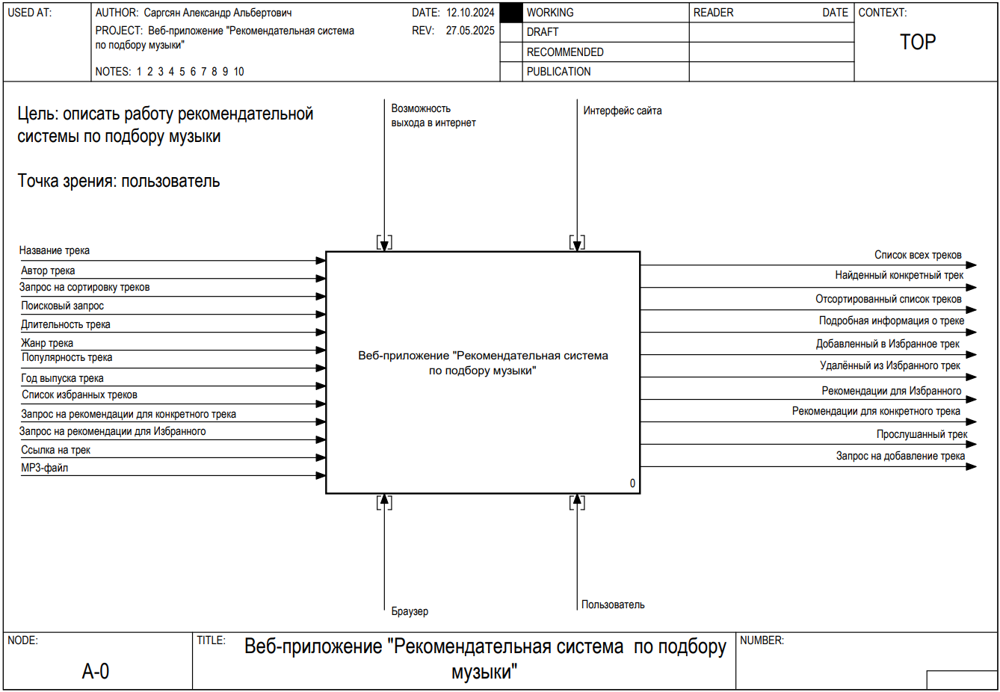 USED AT:
AUTHOR: Саргсян Александр Альбертович
DATE: 12.10.2024
PROJECT: Веб-приложение "Рекомендательная система
по подбору музыки"
REV: 27.05.2025
NOTES: 1 2 3 4 5 6 7 8 9 10
WORKING
DRAFT
RECOMMENDED
PUBLICATION
READER DATE
CONTEXT:
TOP
Цель: описать работу рекомендательной
системы по подбору музыки
Точка зрения: пользователь
Возможность
выхода в интернет
Интерфейс сайта
Название трека
Автор трека
Запрос на сортировку треков
Поисковый запрос
Длительность трека
Жанр трека
Популярность трека
Год выпуска трека
Список избранных треков
Запрос на рекомендации для конкретного трека
Запрос на рекомендации для Избранного
Ссылка на трек
MP3-файл
Веб-приложение "Рекомендательная система
по подбору музыки"
0
Список всех треков
Найденный конкретный трек
Отсортированный список треков
Подробная информация о треке
Добавленный в Избранное трек
Удалённый из Избранного трек
Рекомендации для Избранного
Рекомендации для конкретного трека
Прослушанный трек
Запрос на добавление трека
Браузер
Пользователь
NODE:
A-0
TITLE:
Веб-приложение "Рекомендательная система по подбору
музыки"
NUMBER: